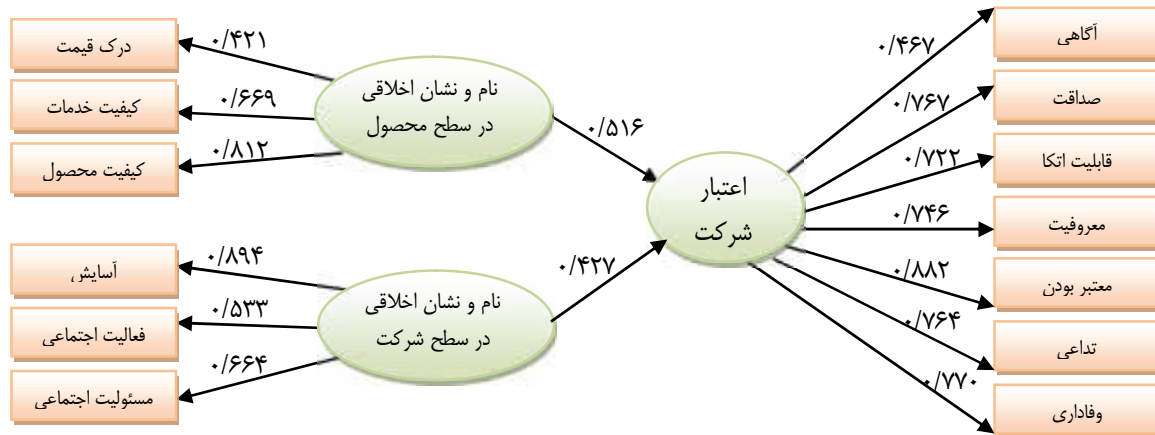 درک قیمت
کیفیت خدمات
کیفیت محصول
۰/۴۲۱
۰/۶۶۹
۰/۸۱۲
نام و نشان اخلاقی
در سطح محصول
۰/۵۱۶
آسایش
فعالیت اجتماعی
مسئولیت اجتماعی
۰/۸۹۴
۰/۵۳۳
۰/۶۶۴
نام و نشان اخلاقی
در سطح شرکت
۰/۴۲۷
اعتبار
شرکت
۰/۴۶۷
۰/۷۶۷
۰/۷۲۲
۰/۷۴۶
۰/۸۸۲
۰/۷۶۴
۰/۷۷۰
آگاهی
صداقت
قابلیت اتکا
معروفیت
معتبر بودن
تداعی
وفاداری